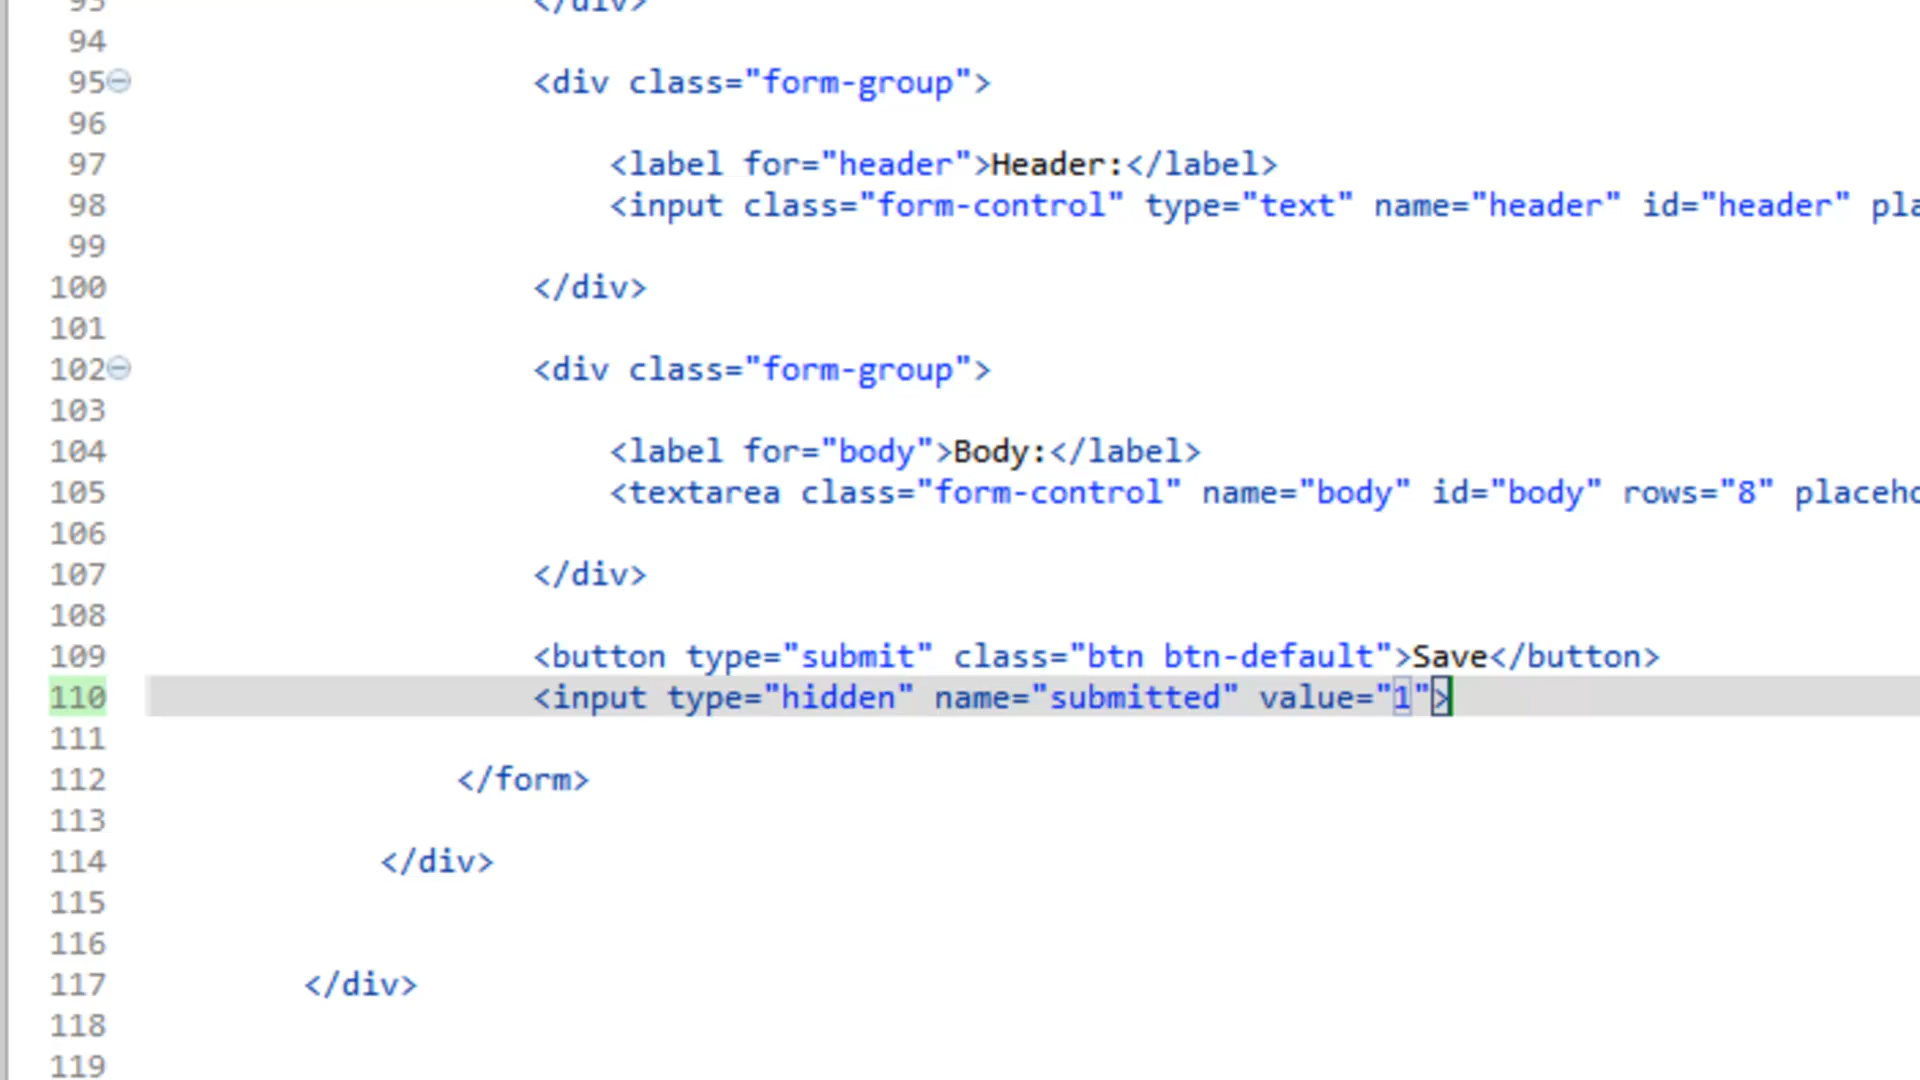 93 </div>
94
95 <div class="form-group">
96
97 <label for="header">Header:</label>
98 <input class="form-control" type="text" name="header" id="header" pla
99
100 </div>
101
102 <div class="form-group">
103
104 <label for="body">Body:</label>
105 <textarea class="form-control" name="body" id="body" rows="8" placeho
106
107 </div>
108
109 <button type="submit" class="btn btn-default">Save</button>
110 <input type="hidden" name="submitted" value="1">
111
112 </form>
113
114 </div>
115
116
117 </div>
118
119